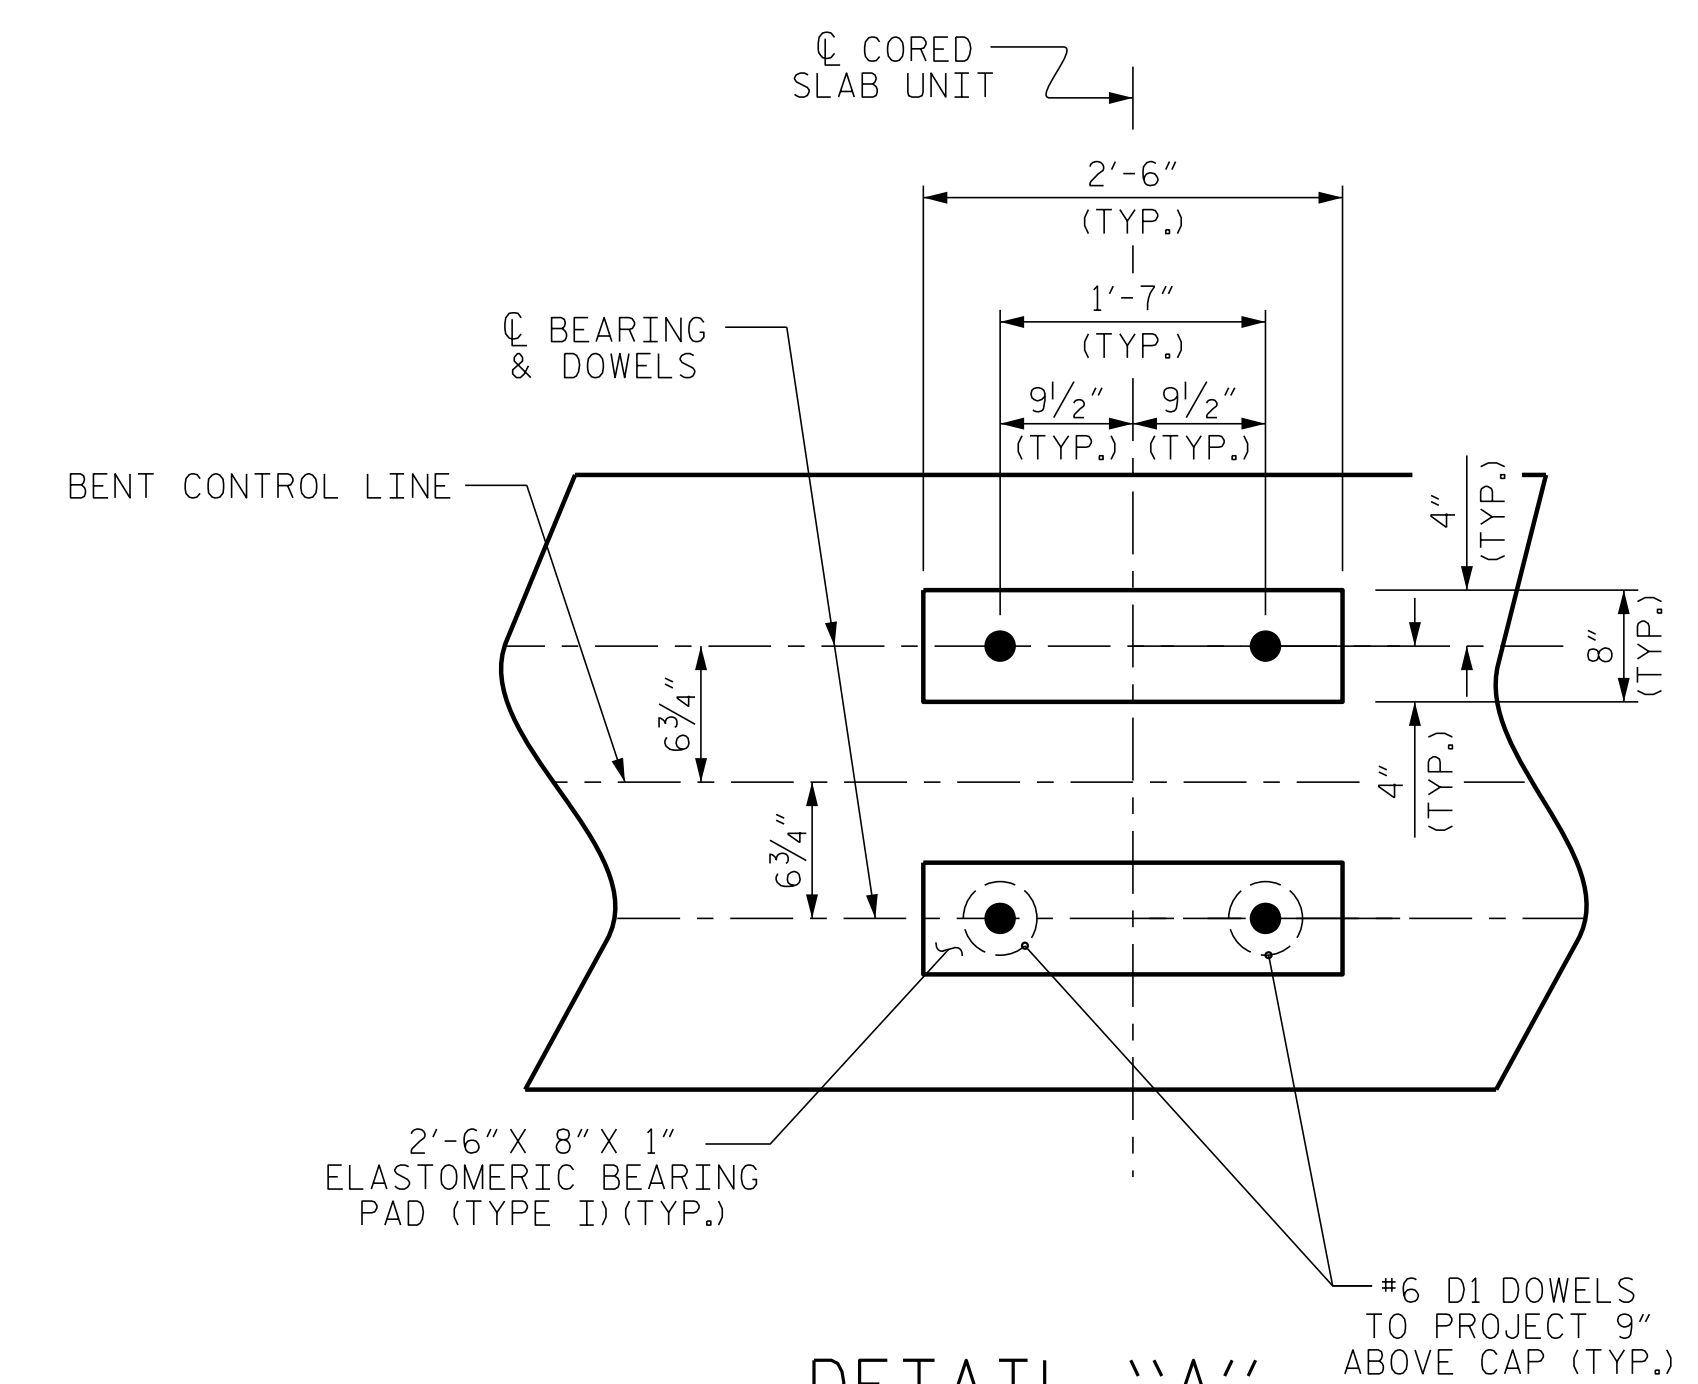 ℄ CORED
SLAB UNIT
2'-6"
(TYP.)
1'-7"
(TYP.)
℄ BEARING
& DOWELS
9½" 9½"
(TYP.) (TYP.)
BENT CONTROL LINE
4"
(TYP.)
8"
(TYP.)
6¾"
4"
(TYP.)
6¾"
2'-6" X 8" X 1"
ELASTOMERIC BEARING
PAD (TYPE I) (TYP.)
#6 D1 DOWELS
TO PROJECT 9"
ABOVE CAP (TYP.)
DETAIL "A"